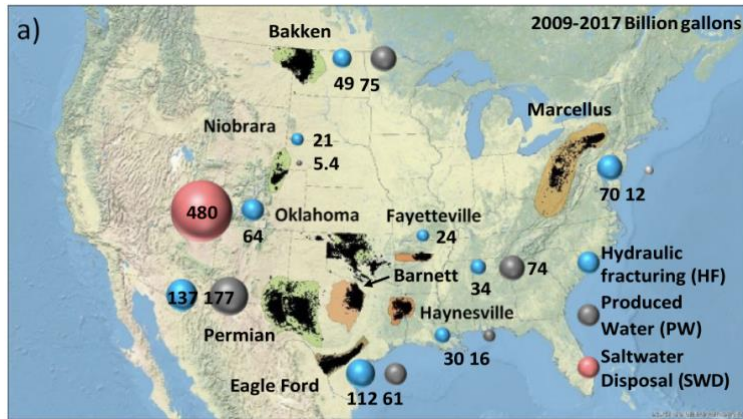 a)
2009-2017 Billion gallons
Bakken
49 75
Marcellus
Niobrara
21
5.4
70 12
480
64
Oklahoma
Fayetteville
24
Barnett
34
74
Hydraulic
fracturing (HF)
137 177
Permian
Haynesville
30 16
Produced
Water (PW)
Eagle Ford
112 61
Saltwater
Disposal (SWD)